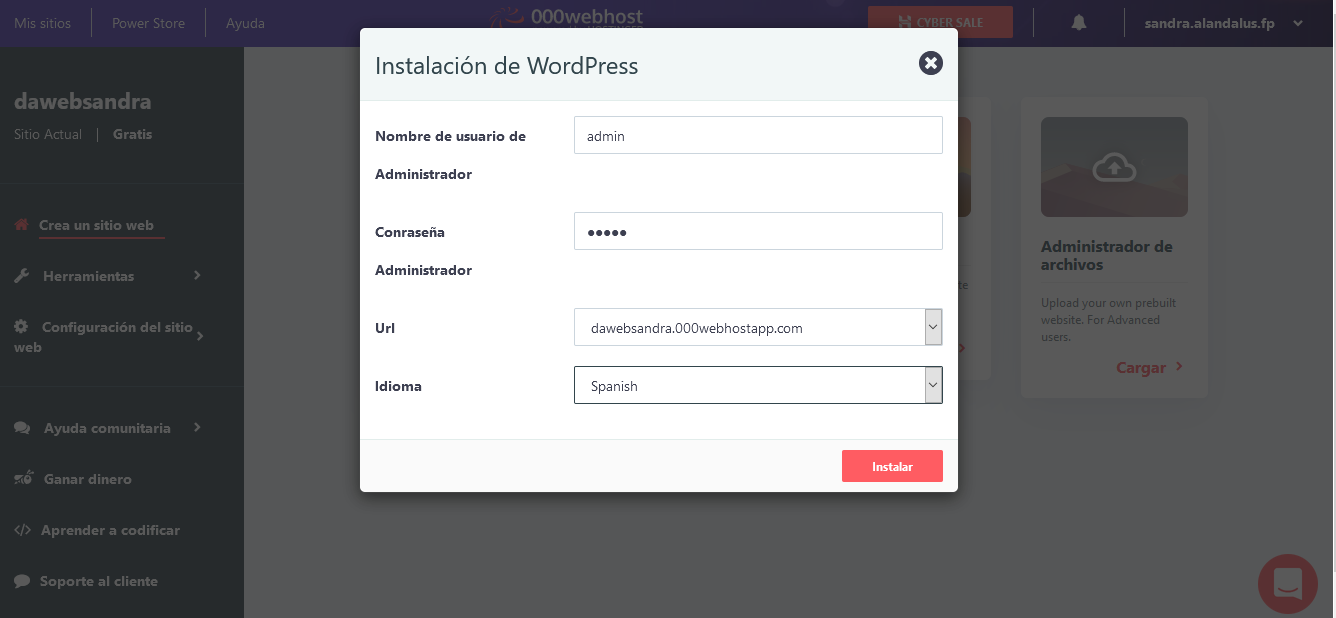 Mis sitios
Power Store
Ayuda
000webhost
CYBER SALE
sandra.alandalus.fp
dawebsandra
Sitio Actual | Gratis
Crea un sitio web
Herramientas
Configuración del sitio
web
Ayuda comunitaria
Ganar dinero
Aprender a codificar
Soporte al cliente
Instalación de WordPress
Nombre de usuario de
Administrador
admin
Conraseña
Administrador
•••••
Url
dawebsandra.000webhostapp.com
Idioma
Spanish
Instalar
Administrador de
archivos
Upload your own prebuilt
website. For Advanced
users.
Cargar